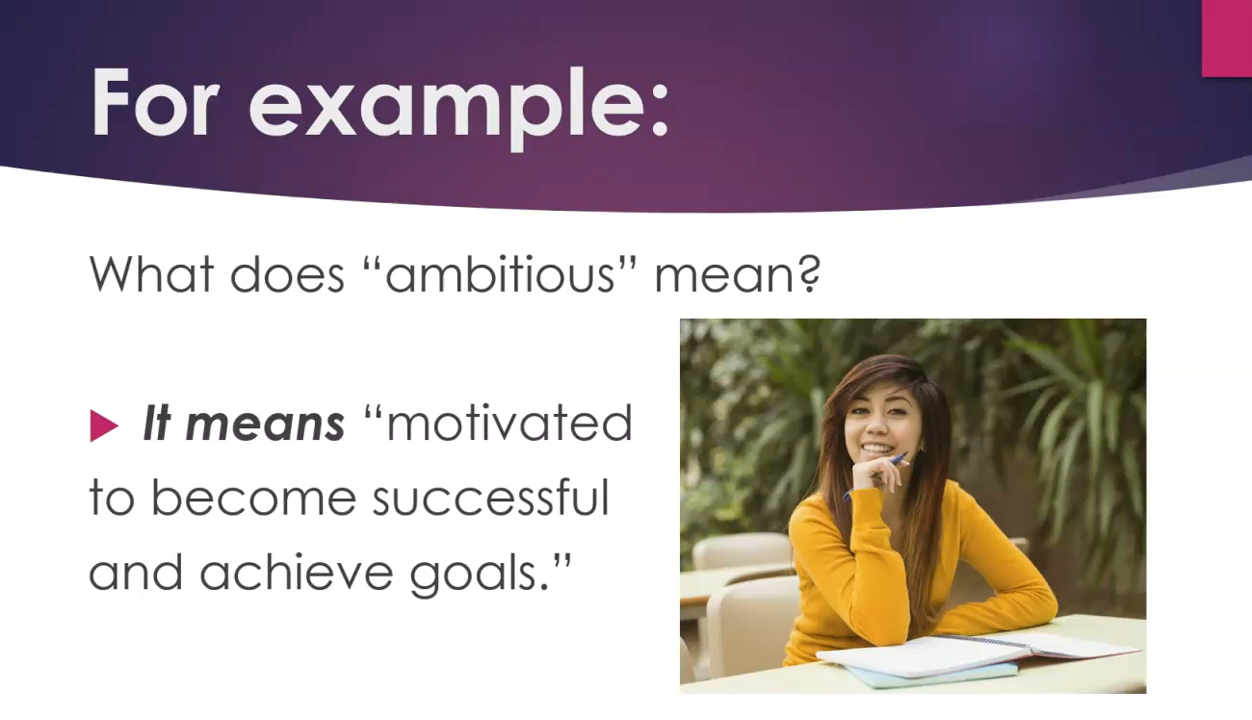 For example:
What does “ambitious” mean?
It means “motivated
to become successful
and achieve goals.”